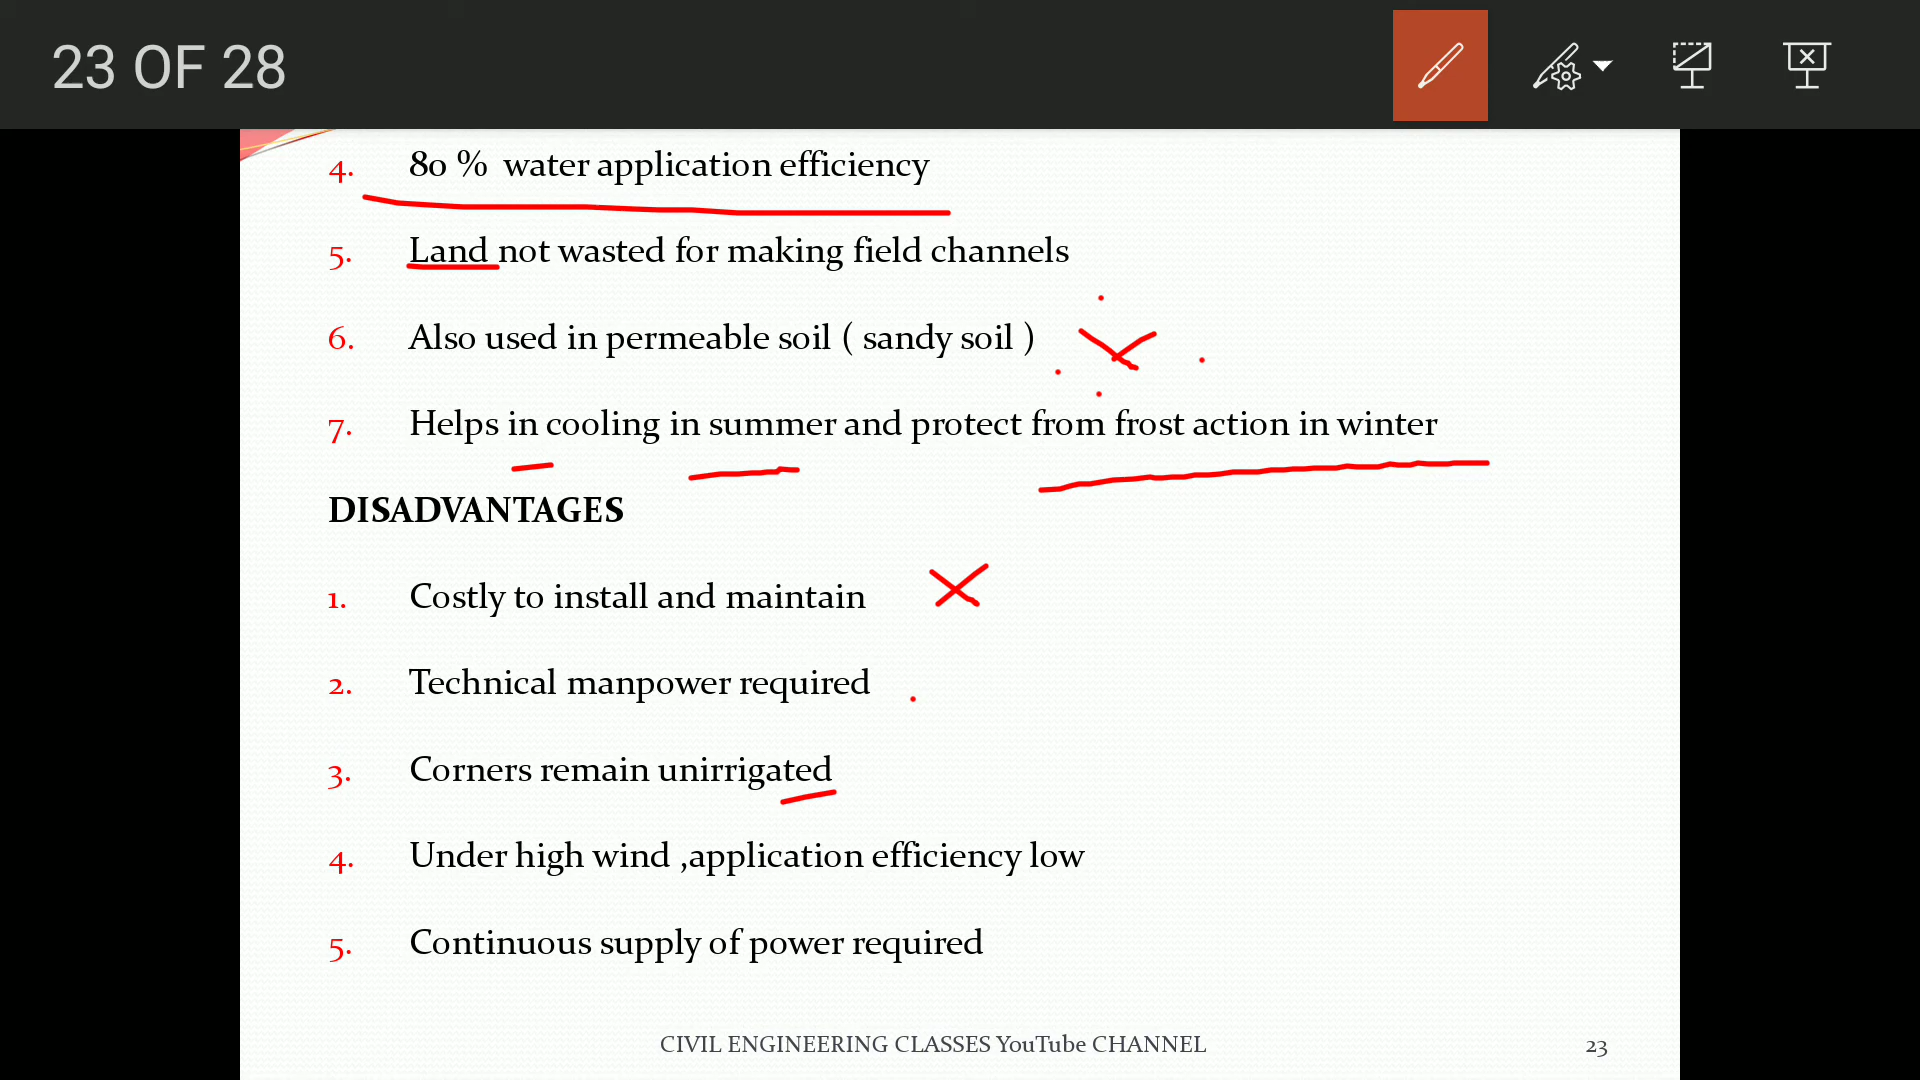 23 OF 28
4. 80 % water application efficiency
5. Land not wasted for making field channels
6. Also used in permeable soil ( sandy soil )
7. Helps in cooling in summer and protect from frost action in winter
DISADVANTAGES
1. Costly to install and maintain
2. Technical manpower required
3. Corners remain unirrigated
4. Under high wind ,application efficiency low
5. Continuous supply of power required
CIVIL ENGINEERING CLASSES YouTube CHANNEL 23